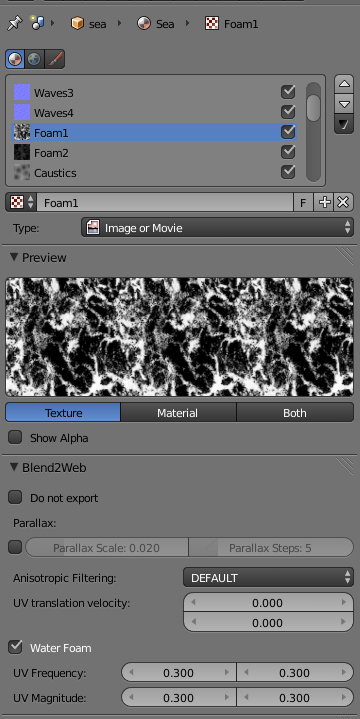 sea Sea Foam1
Waves3
Waves4
Foam1
Foam2
Caustics
Foam1 F
Type: Image or Movie
Preview
Texture Material Both
Show Alpha
Blend2Web
Do not export
Parallax:
Parallax Scale: 0.020 Parallax Steps: 5
Anisotropic Filtering: DEFAULT
UV translation velocity: 0.000
0.000
Water Foam
UV Frequency: 0.300 0.300
UV Magnitude: 0.300 0.300